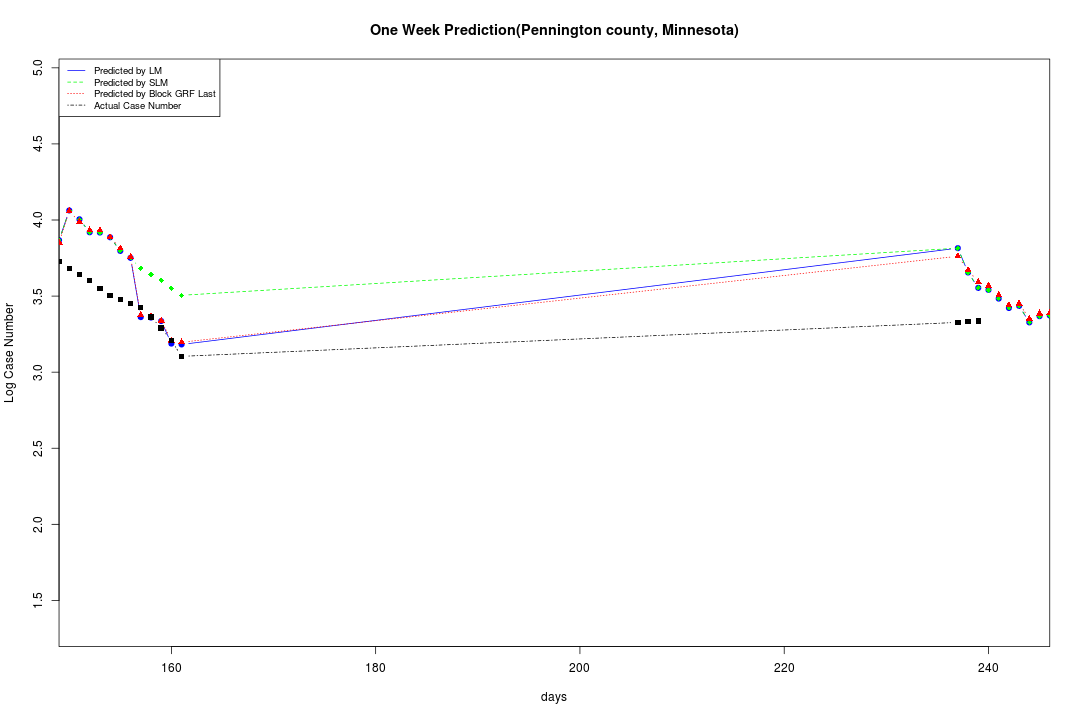 One Week Prediction(Pennington county, Minnesota)
Predicted by LM
Predicted by SLM
Predicted by Block GRF Last
Actual Case Number
5.0
4.5
4.0
3.5
3.0
2.5
2.0
1.5
Log Case Number
160
180
200
220
240
days